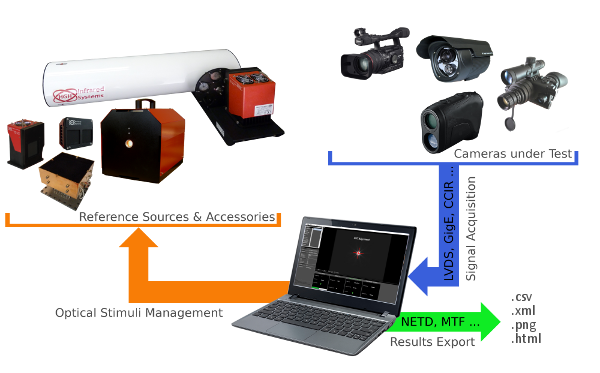 HGH Infrared
Systems
Reference Sources & Accessories
Cameras under Test
LVDS, GigE, CCIR ...
Signal Acquisition
Optical Stimuli Management
NETD, MTF ...
Results Export
.csv
.xml
.png
.html